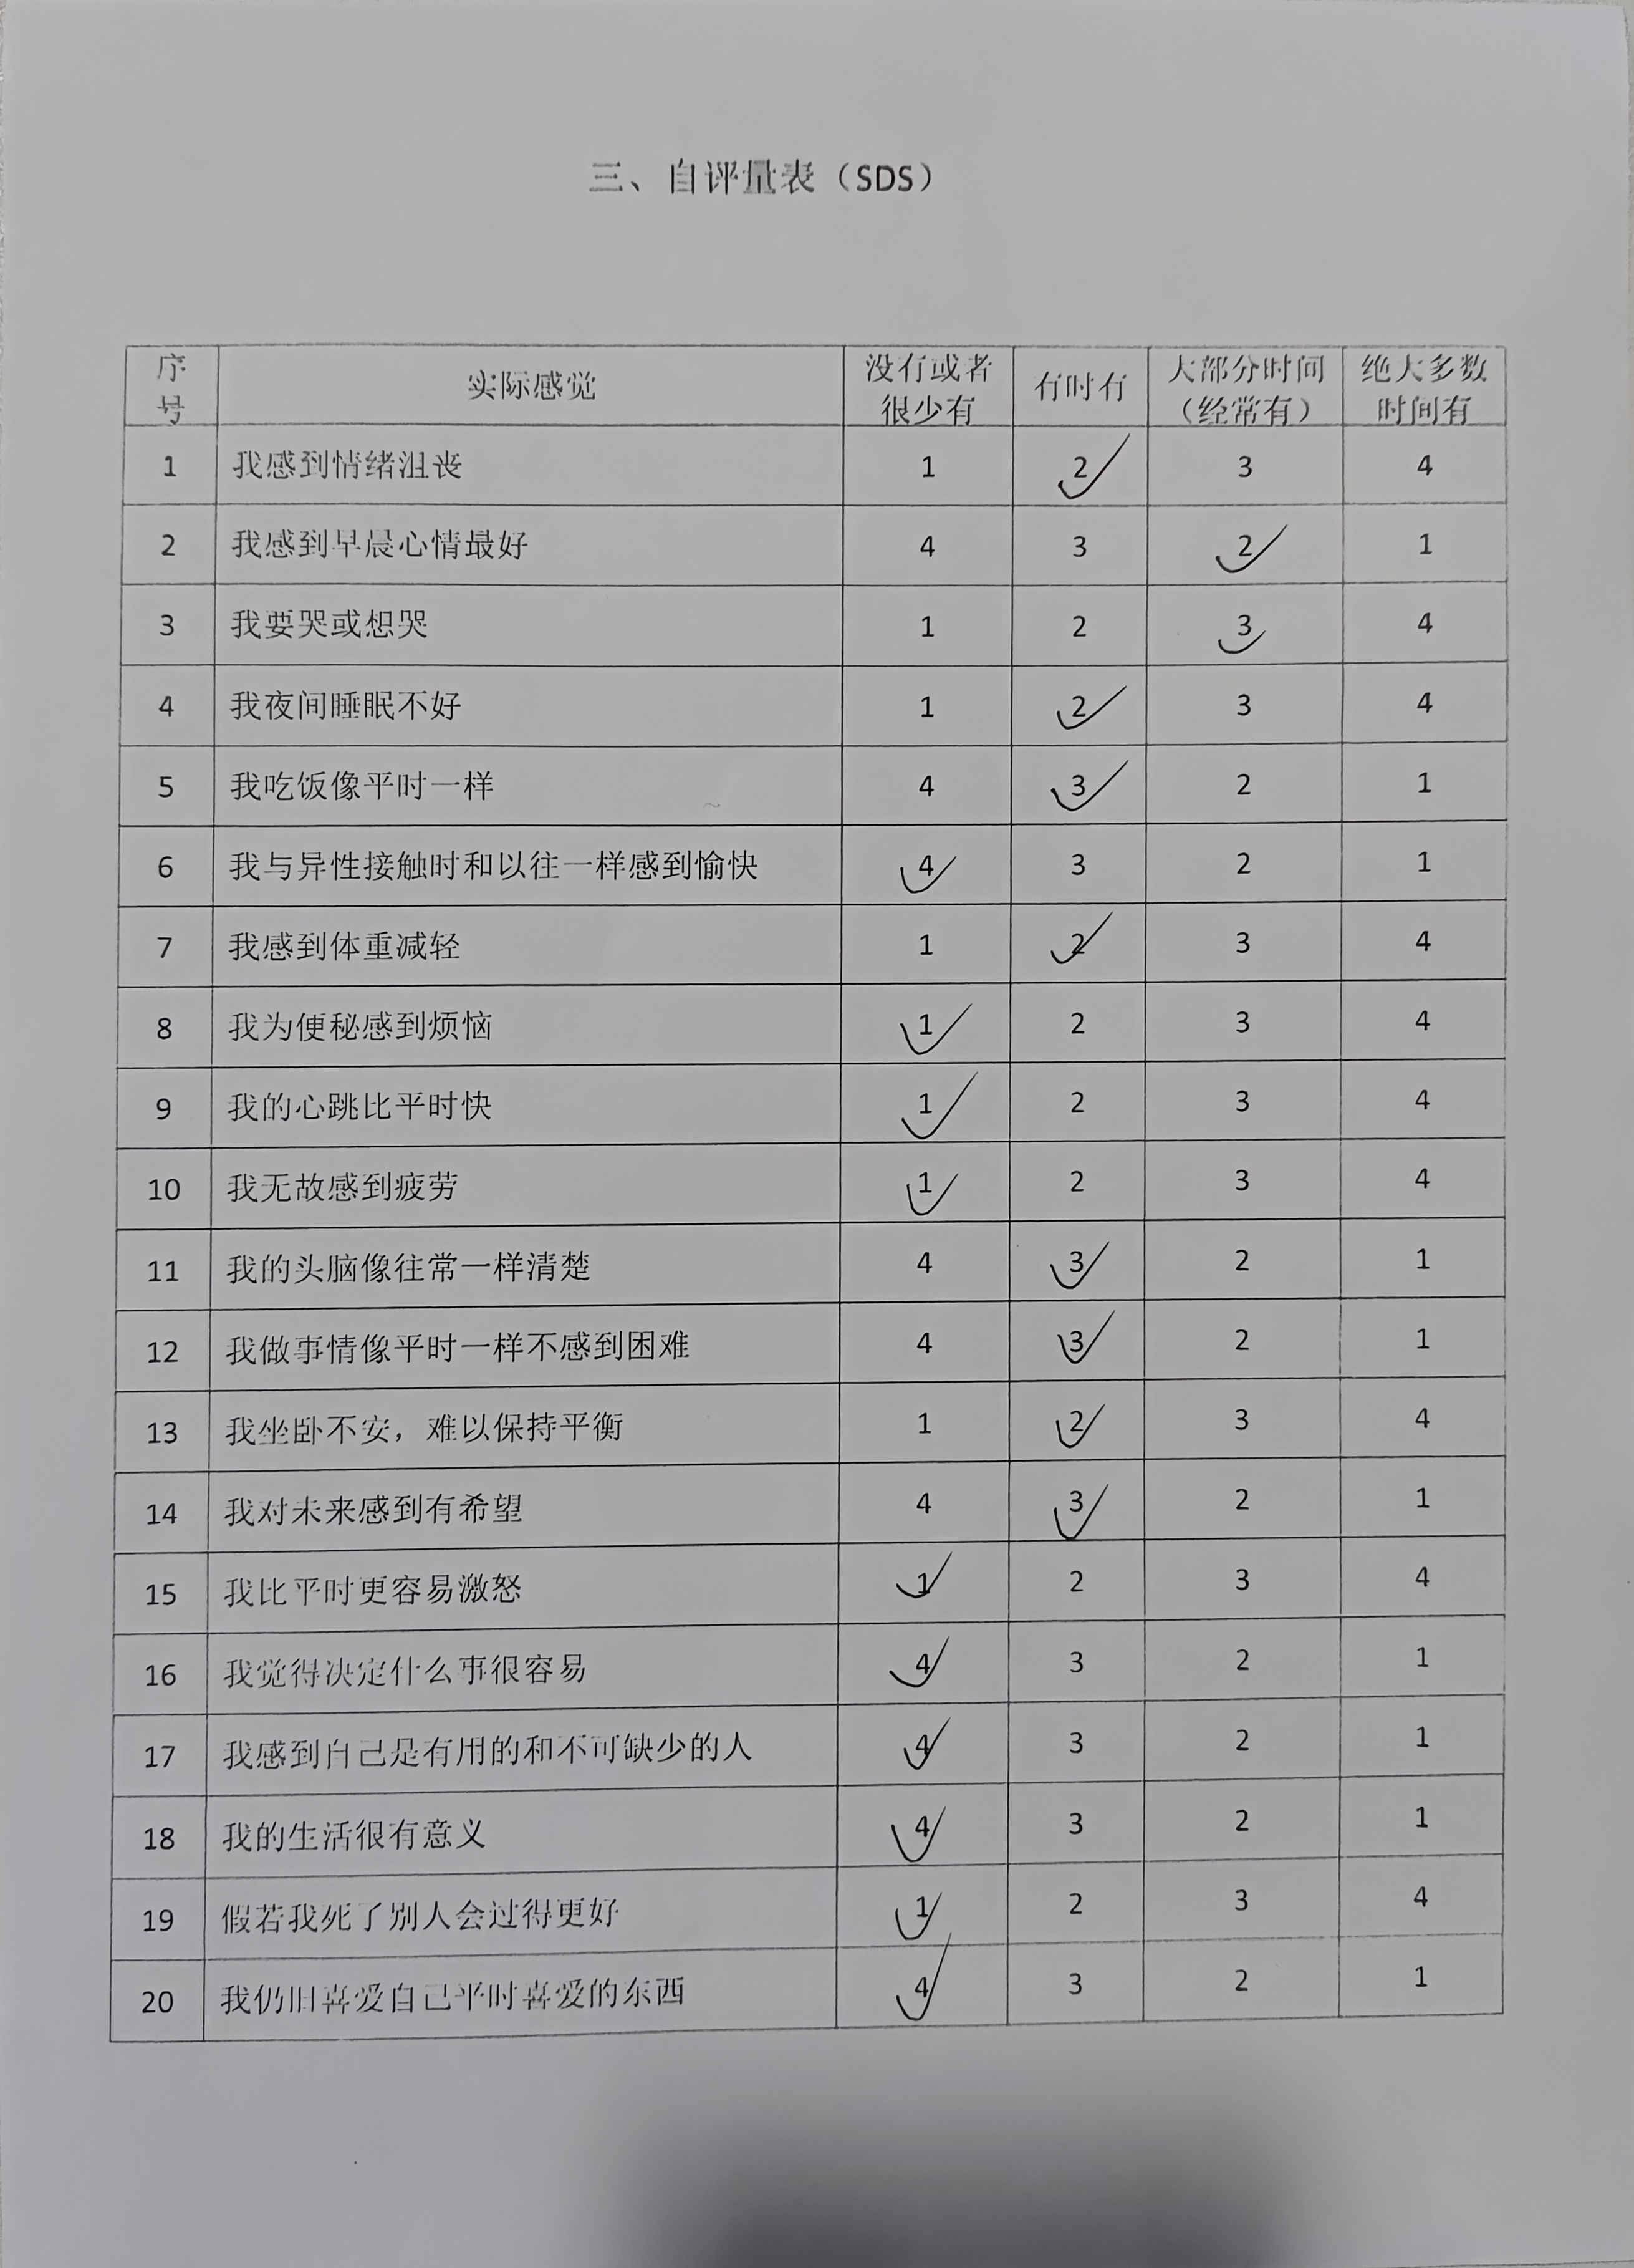 三、自评量表（SDS）
序号 实际感觉 没有或者很少有 有时有 大部分时间（经常有） 绝大多数时间有
1 我感到情绪沮丧 1 2✓ 3 4
2 我感到早晨心情最好 4 3 2✓ 1
3 我要哭或想哭 1 2 3✓ 4
4 我夜间睡眠不好 1 2✓ 3 4
5 我吃饭像平时一样 4 3✓ 2 1
6 我与异性接触时和以往一样感到愉快 4✓ 3 2 1
7 我感到体重减轻 1 2✓ 3 4
8 我为便秘感到烦恼 1✓ 2 3 4
9 我的心跳比平时快 1✓ 2 3 4
10 我无故感到疲劳 1✓ 2 3 4
11 我的头脑像往常一样清楚 4 3✓ 2 1
12 我做事情像平时一样不感到困难 4 3✓ 2 1
13 我坐卧不安，难以保持平衡 1 2✓ 3 4
14 我对未来感到有希望 4 3✓ 2 1
15 我比平时更容易激怒 1✓ 2 3 4
16 我觉得决定什么事很容易 4✓ 3 2 1
17 我感到自己是有用的和不可缺少的人 4✓ 3 2 1
18 我的生活很有意义 4✓ 3 2 1
19 假若我死了别人会过得更好 1✓ 2 3 4
20 我仍旧喜爱自己平时喜爱的东西 4✓ 3 2 1